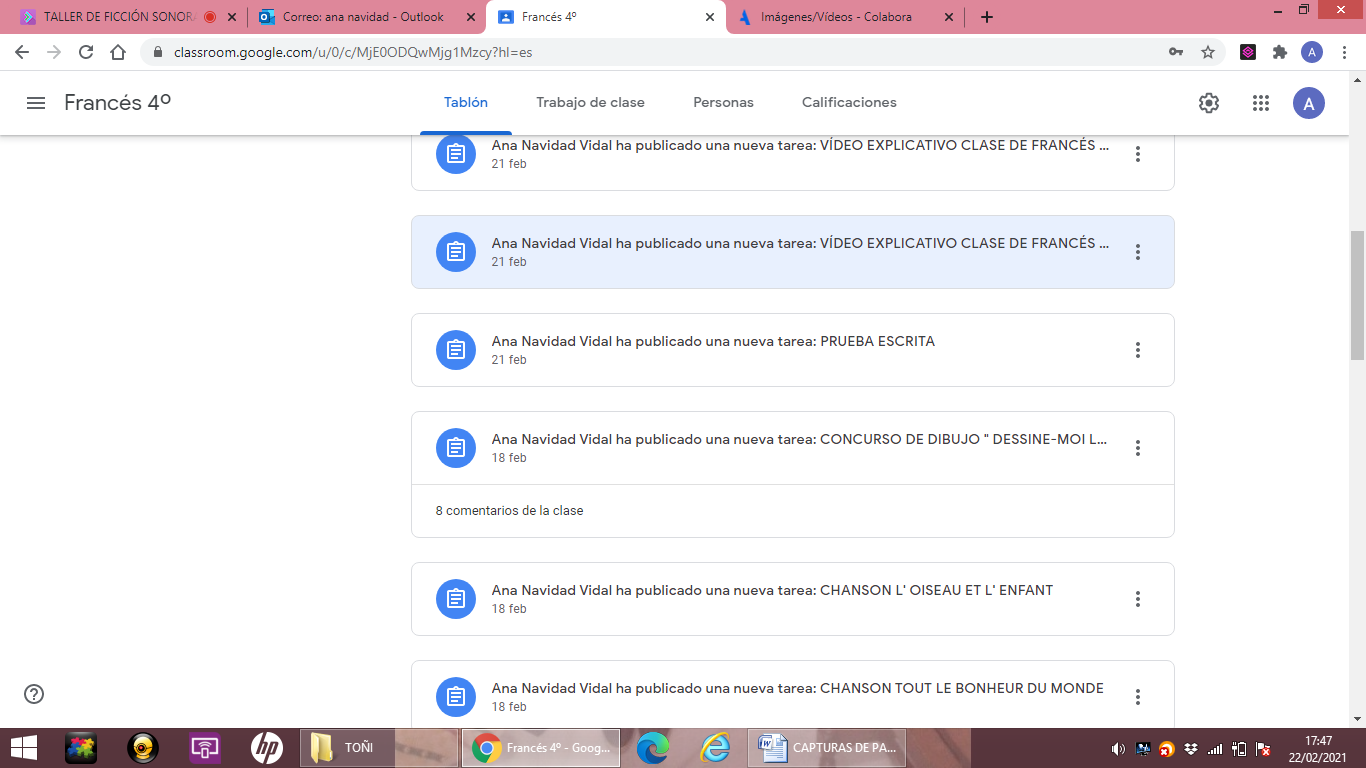 TALLER DE FICCIÓN SONORA
Correo: ana navidad - Outlook
Francés 4º
Imágenes/Vídeos - Colabora
classroom.google.com/u/0/c/MjE0ODQwMjg1Mzcy?hl=es
A
Francés 4º
Tablón
Trabajo de clase
Personas
Calificaciones
A
Ana Navidad Vidal ha publicado una nueva tarea: VÍDEO EXPLICATIVO CLASE DE FRANCÉS ...
21 feb
Ana Navidad Vidal ha publicado una nueva tarea: VÍDEO EXPLICATIVO CLASE DE FRANCÉS ...
21 feb
Ana Navidad Vidal ha publicado una nueva tarea: PRUEBA ESCRITA
21 feb
Ana Navidad Vidal ha publicado una nueva tarea: CONCURSO DE DIBUJO " DESSINE-MOI L...
18 feb
8 comentarios de la clase
Ana Navidad Vidal ha publicado una nueva tarea: CHANSON L' OISEAU ET L' ENFANT
18 feb
Ana Navidad Vidal ha publicado una nueva tarea: CHANSON TOUT LE BONHEUR DU MONDE
18 feb
hp
TOÑI
Francés 4º - Goog...
CAPTURAS DE PA...
17:47
22/02/2021